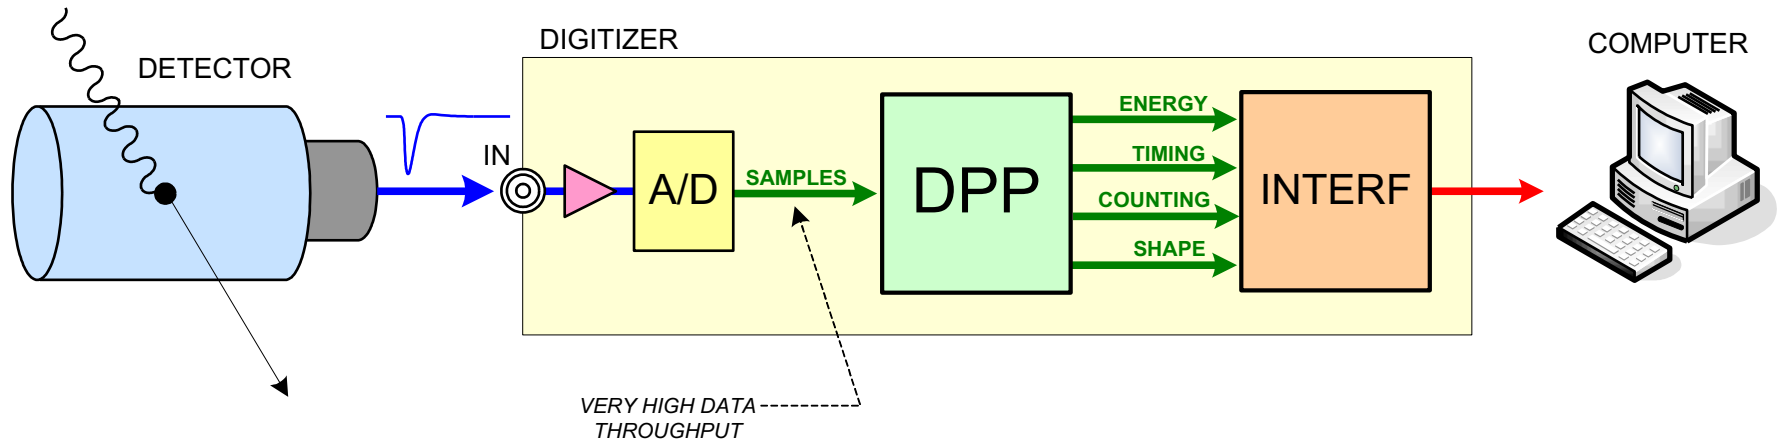 DETECTOR
DIGITIZER
COMPUTER
IN
A/D
SAMPLES
DPP
ENERGY
TIMING
COUNTING
SHAPE
INTERF
VERY HIGH DATA
THROUGHPUT